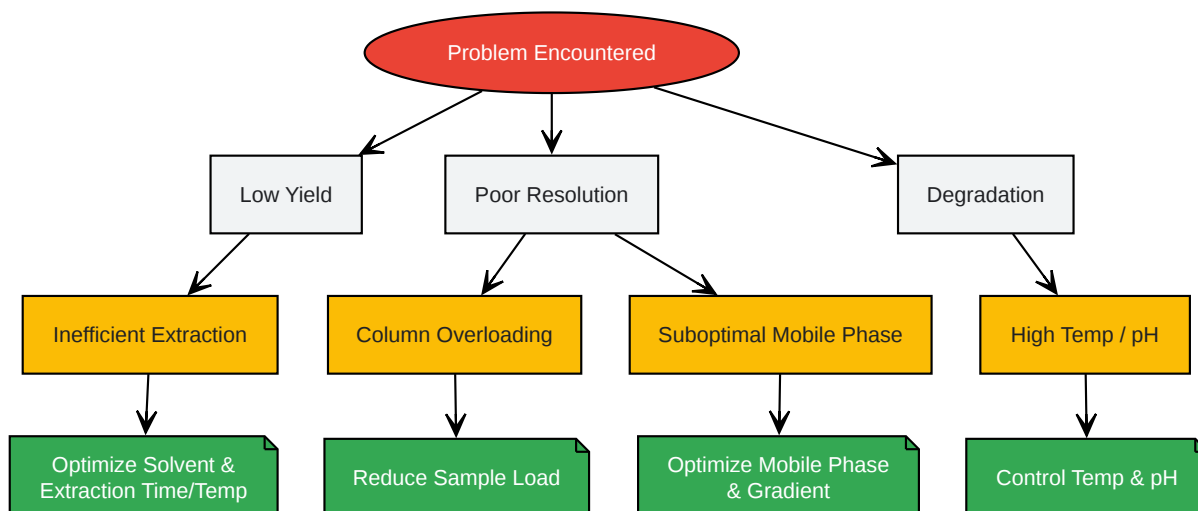 Problem Encountered
Low Yield
Poor Resolution
Degradation
Inefficient Extraction
Column Overloading
Suboptimal Mobile Phase
High Temp / pH
Optimize Solvent &
Extraction Time/Temp
Reduce Sample Load
Optimize Mobile Phase
& Gradient
Control Temp & pH